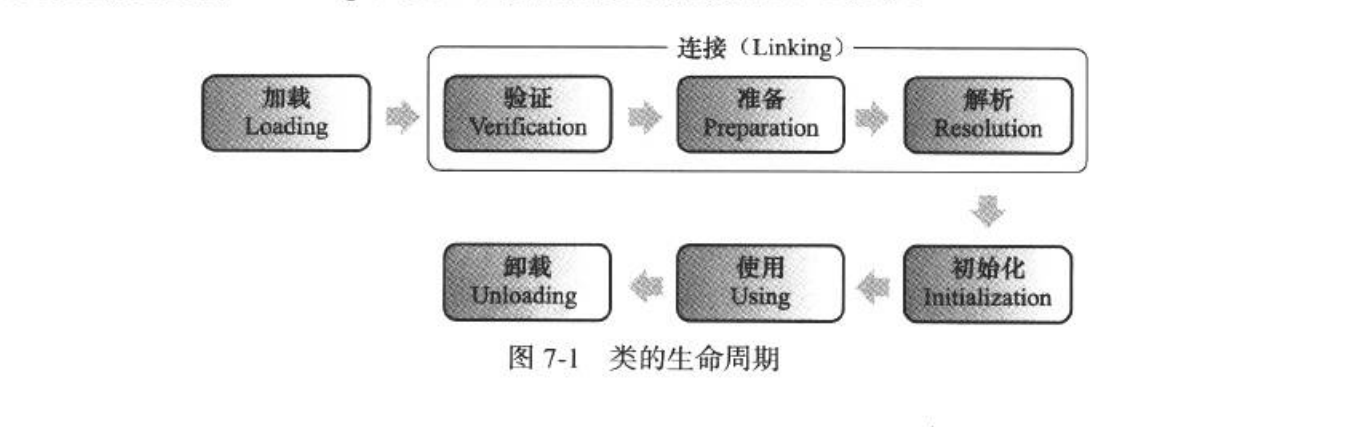 连接（Linking）
加载
Loading
验证
Verification
准备
Preparation
解析
Resolution
初始化
Initialization
使用
Using
卸载
Unloading
图 7-1 类的生命周期